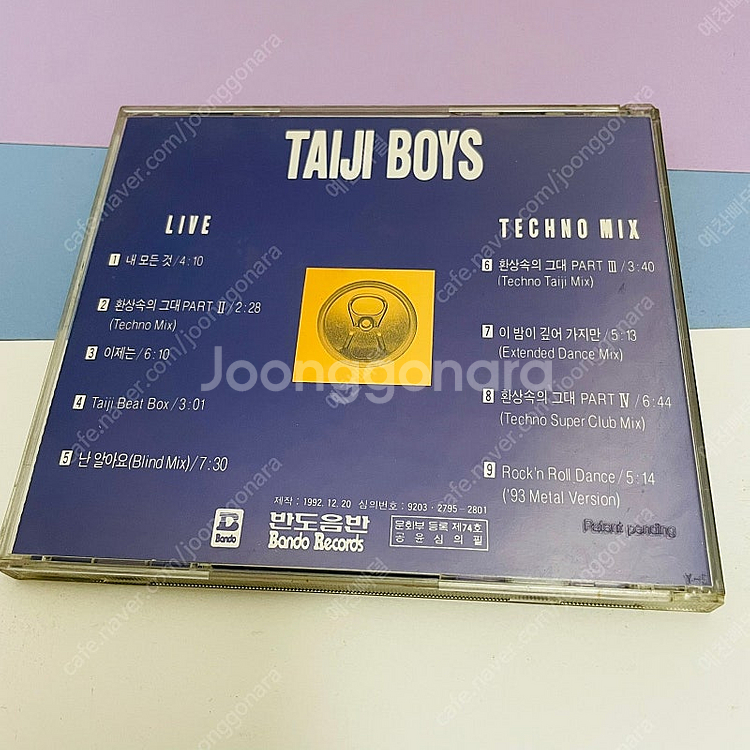 TAIJI BOYS
LIVE
1 내 모든 것/4:10
2 환상속의 그대 PART Ⅱ/2:28
(Techno Mix)
3 이제는/6:10
4 Taiji Beat Box/3:01
5 난 알아요(Blind Mix)/7:30
TECHNO MIX
6 환상속의 그대 PART Ⅲ/3:40
(Techno Taiji Mix)
7 이 밤이 깊어 가지만/5:13
(Extended Dance Mix)
8 환상속의 그대 PART Ⅳ/6:44
(Techno Super Club Mix)
9 Rock'n Roll Dance/5:14
('93 Metal Version)
제작 : 1992. 12. 20 심의번호 : 9203-2795-2801
Bando
반도음반
Bando Records
문화부 등록 제74호
공 윤 심 의 필
Patent pending
Joonggonara
cafe.naver.com/joonggonara